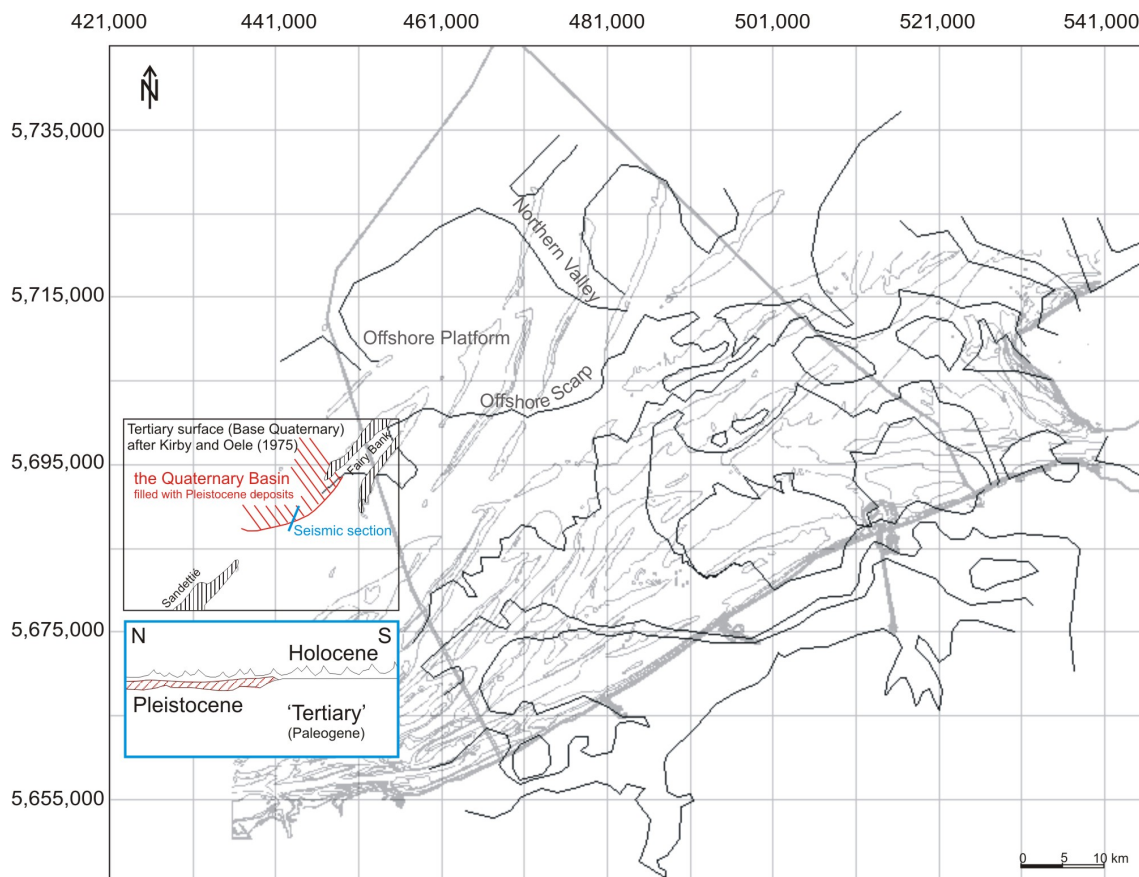 421,000 441,000 461,000 481,000 501,000 521,000 541,000
N
5,735,000
Northern Valley
5,715,000
Offshore Platform
Offshore Scarp
Tertiary surface (Base Quaternary)
after Kirby and Oele (1975)
Fairy Bank
5,695,000
the Quaternary Basin
filled with Pleistocene deposits
Seismic section
5,685,000
Sandettié
5,675,000
N S
Holocene
Pleistocene
'Tertiary'
(Paleogene)
5,655,000
0 5 10 km